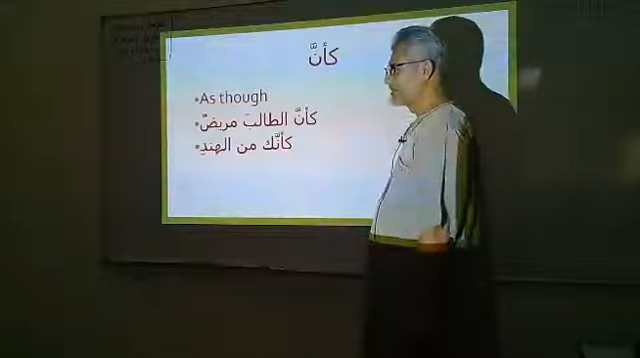 كأنَّ
•As though
•كأنَّ الطالبَ مريضٌ
•كأنَّك من الهندِ